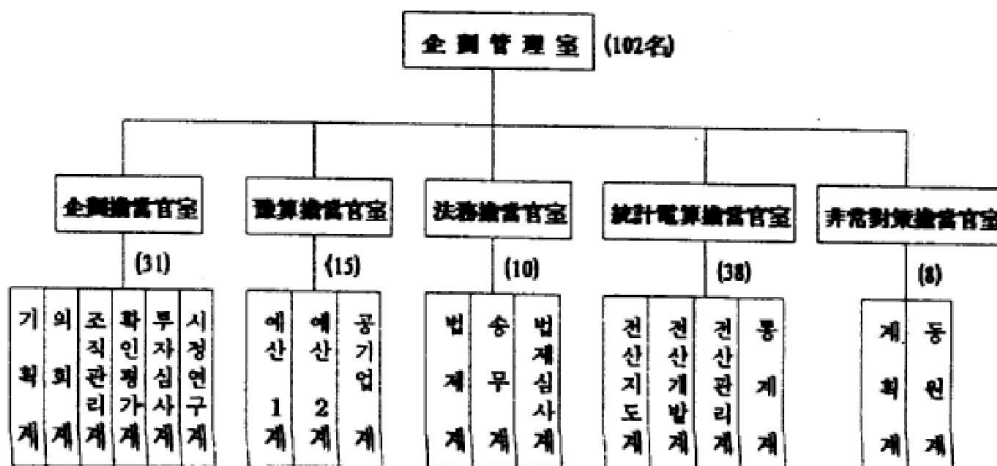 企劃管理室 (102名)
企劃擔當官室
豫算擔當官室
法務擔當官室
統計電算擔當官室
非常對策擔當官室
(31)
(15)
(10)
(38)
(8)
기획계
의회계
조직관리계
확인평가계
투자심사계
시정연구계
예산1계
예산2계
공기업계
법제계
송무계
법제심사계
전산지도계
전산개발계
전산관리계
통계계
계획계
동원계